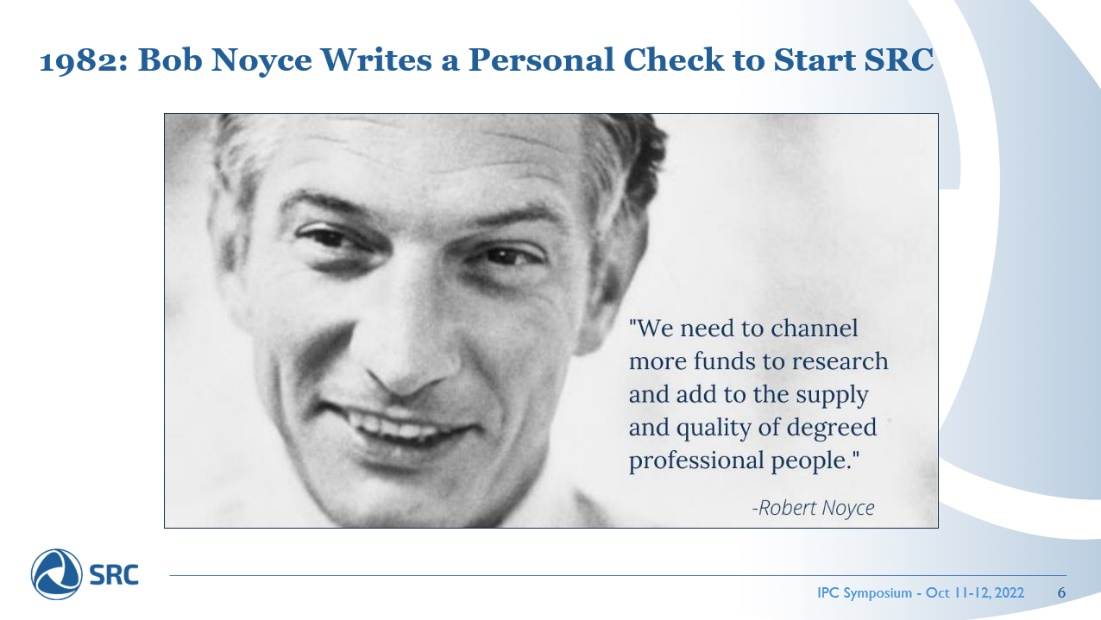 1982: Bob Noyce Writes a Personal Check to Start SRC
"We need to channel
more funds to research
and add to the supply
and quality of degreed
professional people."
-Robert Noyce
SRC
IPC Symposium - Oct 11-12, 2022 6